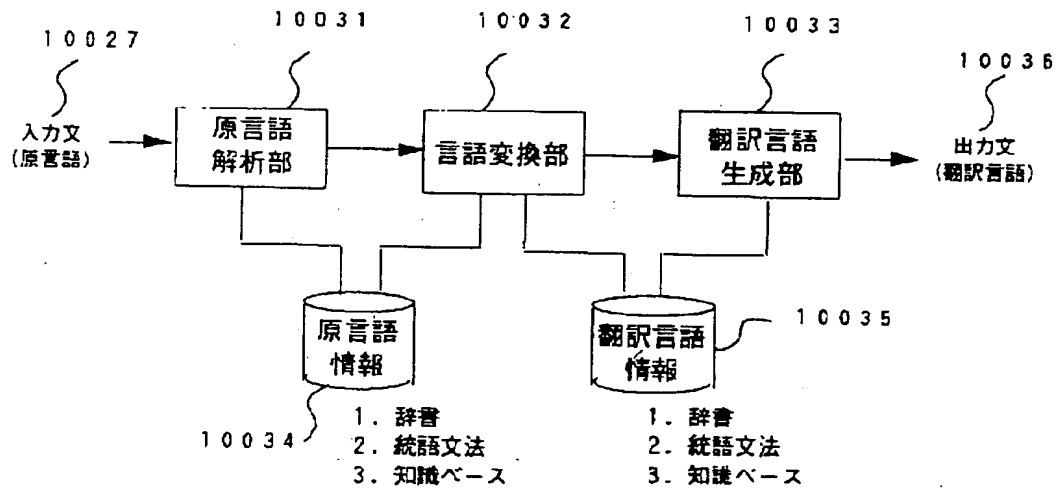 10027
10031
10032
10033
10036
入力文
(原言語)
原言語
解析部
言語変換部
翻訳言語
生成部
出力文
(翻訳言語)
原言語
情報
翻訳言語
情報
10035
10034
1. 辞書
2. 統語文法
3. 知識ベース
1. 辞書
2. 統語文法
3. 知識ベース